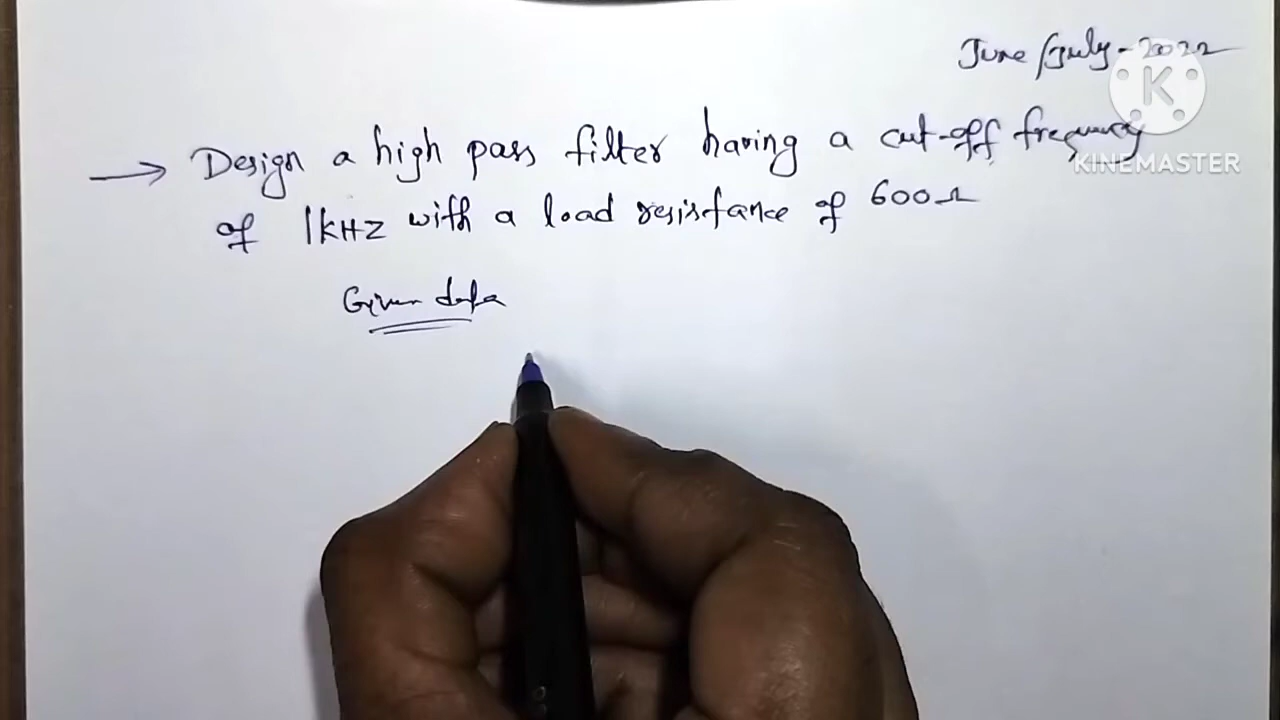 June/July-2022
K
KINEMASTER
→ Design a high pass filter having a cut-off frequency
of 1KHZ with a load resistance of 600Ω
Given data